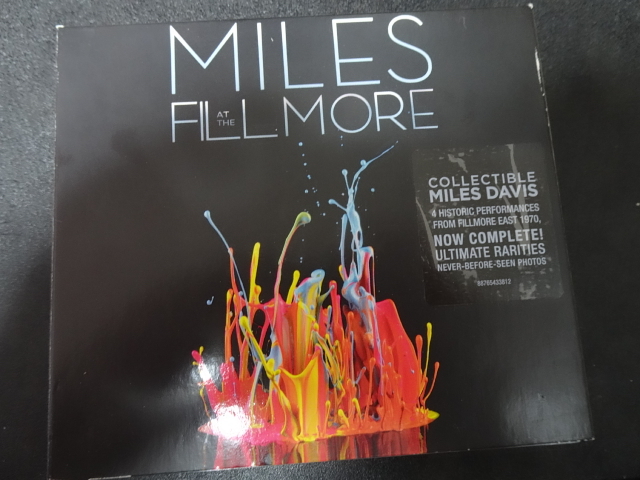 MILES
FILLMORE
AT
THE
COLLECTIBLE
MILES DAVIS
4 HISTORIC PERFORMANCES
FROM FILLMORE EAST 1970,
NOW COMPLETE!
ULTIMATE RARITIES
NEVER-BEFORE-SEEN PHOTOS
88765433812